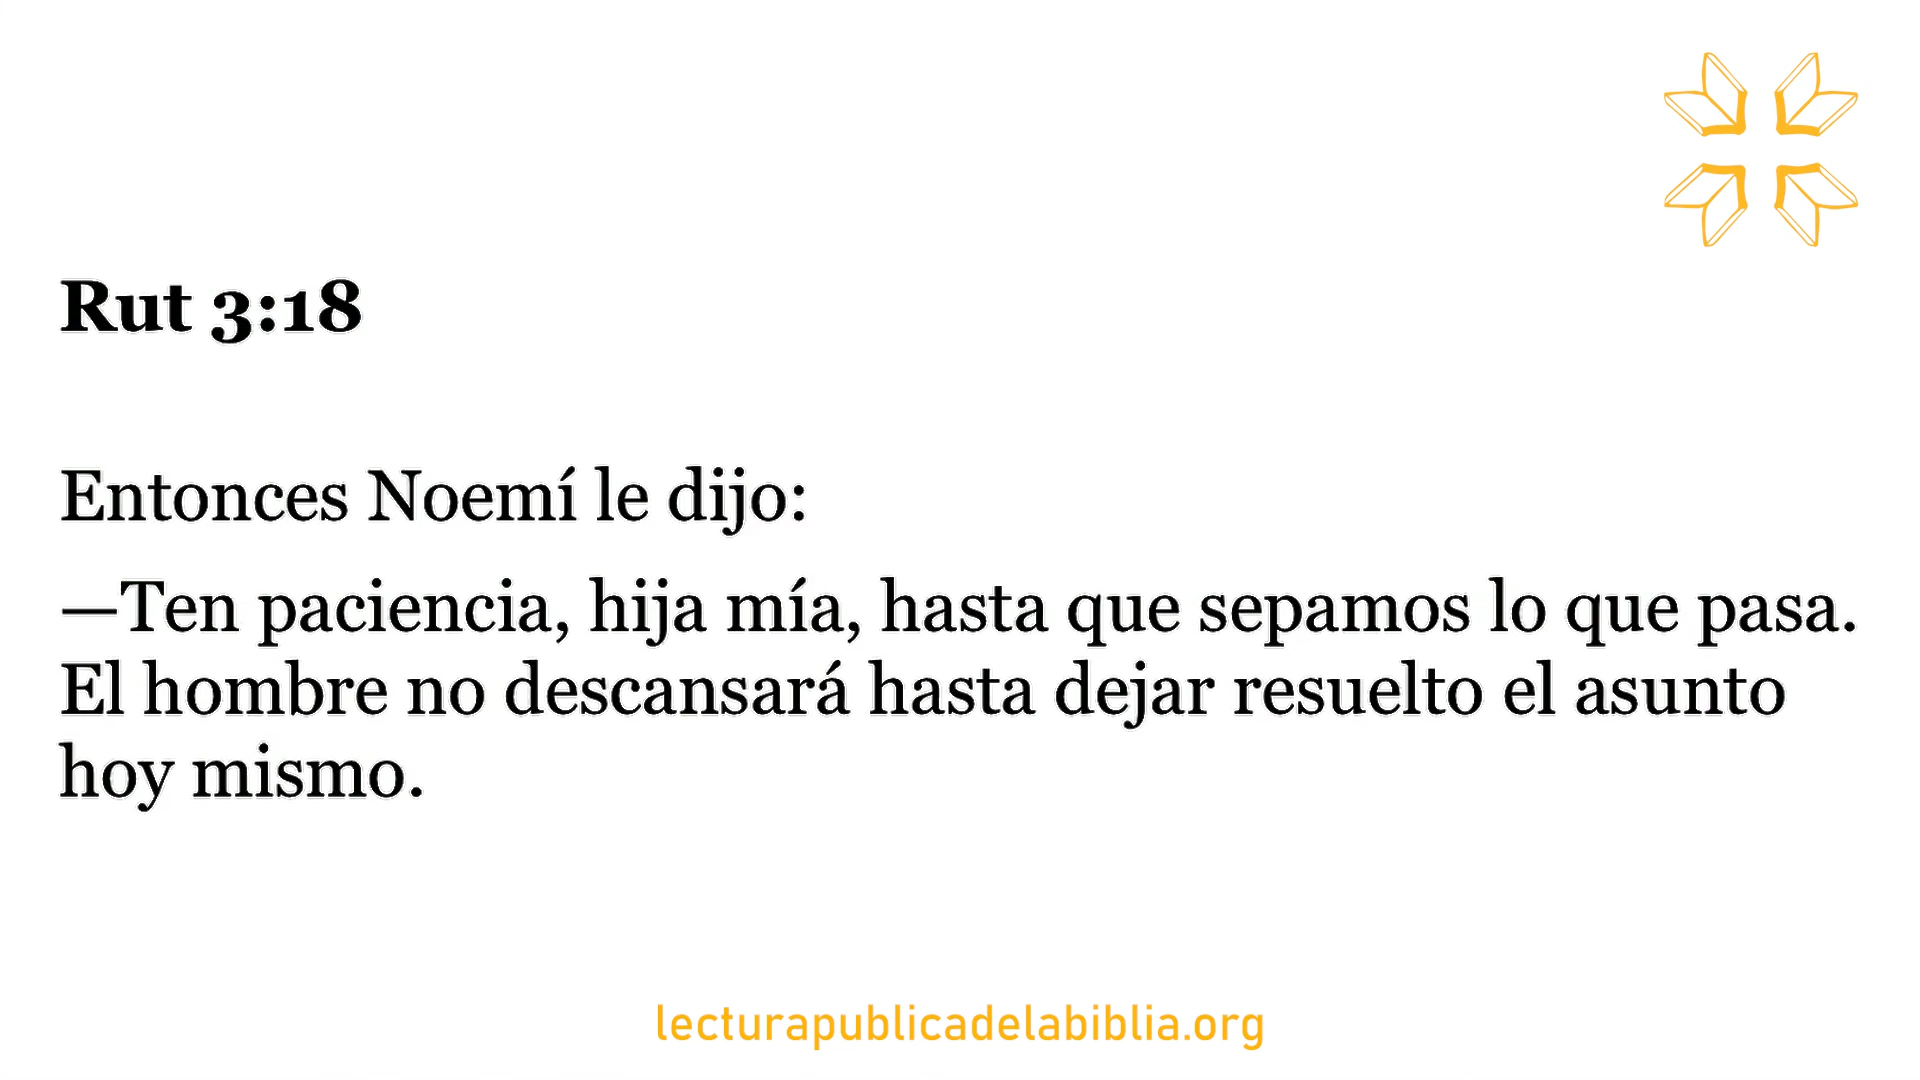 Rut 3:18
Entonces Noemí le dijo:
—Ten paciencia, hija mía, hasta que sepamos lo que pasa.
El hombre no descansará hasta dejar resuelto el asunto
hoy mismo.
lecturapublicadelabiblia.org